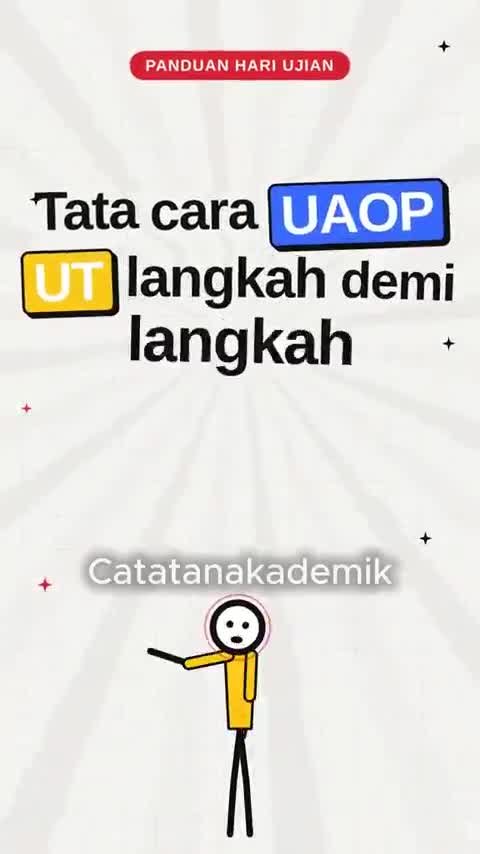 PANDUAN HARI UJIAN
Tata cara UAOP
UT langkah demi
langkah
Catatanakademik